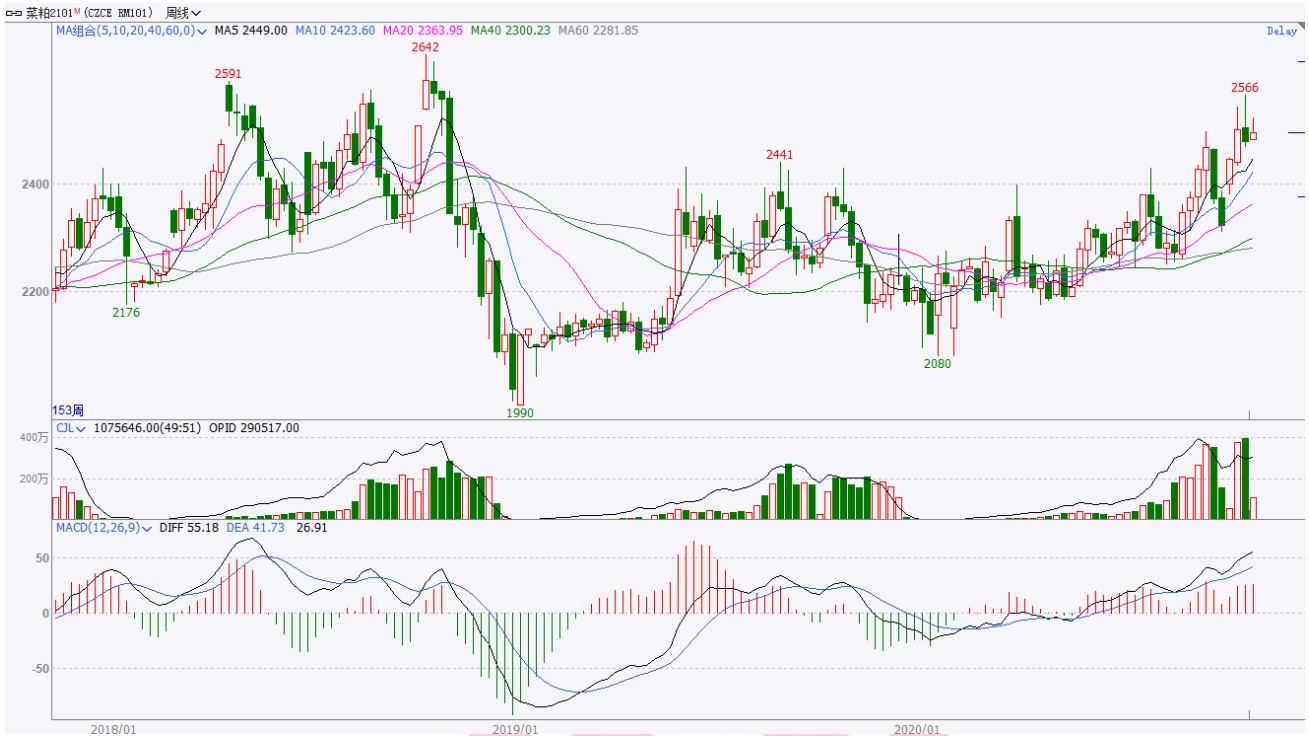 菜粕2101M (CZCE RM101) 周线
MA组合(5,10,20,40,60,0) MA5 2449.00 MA10 2423.60 MA20 2363.95 MA40 2300.23 MA60 2281.85
Delay
2642
2591
2566
2441
2400
2200
2176
2080
1990
153周
CJL 1075646.00(49:51) OPID 290517.00
400万
200万
MACD(12,26,9) DIFF 55.18 DEA 41.73 26.91
50
0
-50
2018/01 2019/01 2020/01